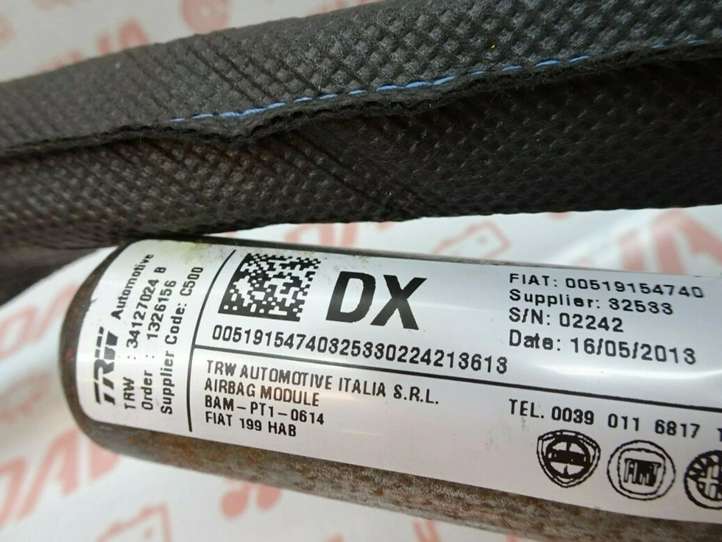 TRW Automotive
TRW : 34127024 B
Order : 1326156
Supplier Code: C500
DX
FIAT: 00519154740
Supplier: 32533
S/N: 02242
Date: 16/05/2013
00519154740325330224213613
TRW AUTOMOTIVE ITALIA S.R.L.
AIRBAG MODULE
BAM-PT1-0614
FIAT 199 HAB
TEL. 0039 011 6817
FIAT